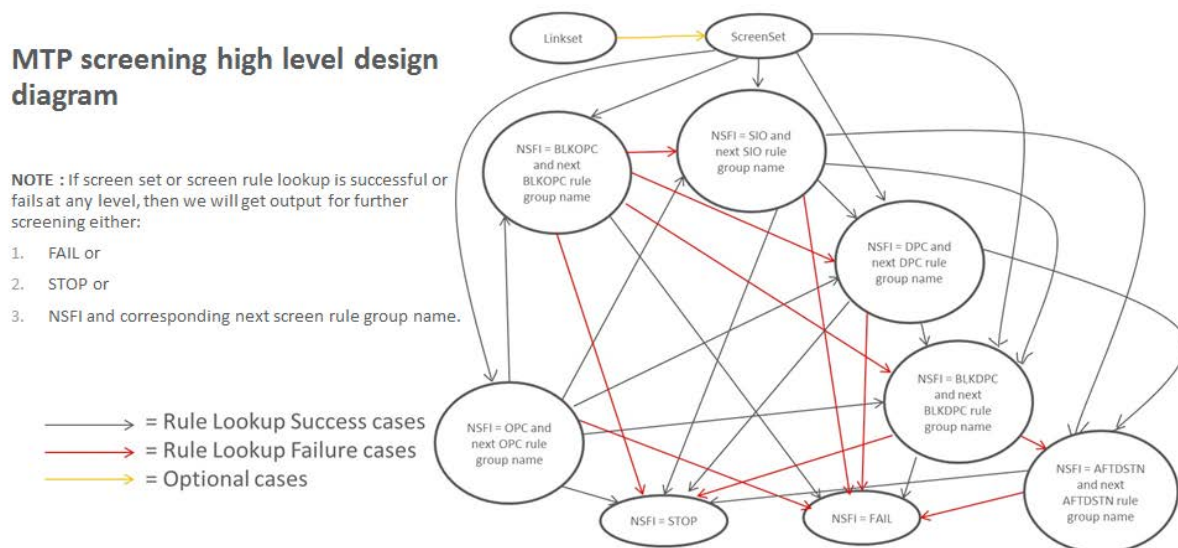 MTP screening high level design
diagram
NOTE : If screen set or screen rule lookup is successful or
fails at any level, then we will get output for further
screening either:
1. FAIL or
2. STOP or
3. NSFI and corresponding next screen rule group name.
= Rule Lookup Success cases
= Rule Lookup Failure cases
= Optional cases
Linkset
ScreenSet
NSFI = BLKOPC
and next
BLKOPC rule
group name
NSFI = SIO and
next SIO rule
group name
NSFI = DPC and
next DPC rule
group name
NSFI = BLKDPC
and next
BLKDPC rule
group name
NSFI = OPC and
next OPC rule
group name
NSFI = AFTDSTN
and next
AFTDSTN rule
group name
NSFI = STOP
NSFI = FAIL